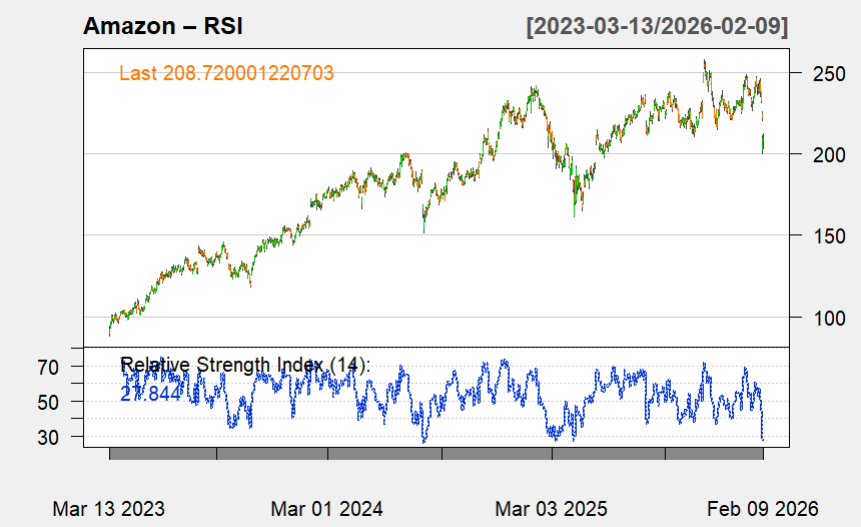 Amazon – RSI [2023-03-13/2026-02-09]
Last 208.720001220703
250
200
150
100
Relative Strength Index (14):
27.844
70
50
30
Mar 13 2023 Mar 01 2024 Mar 03 2025 Feb 09 2026